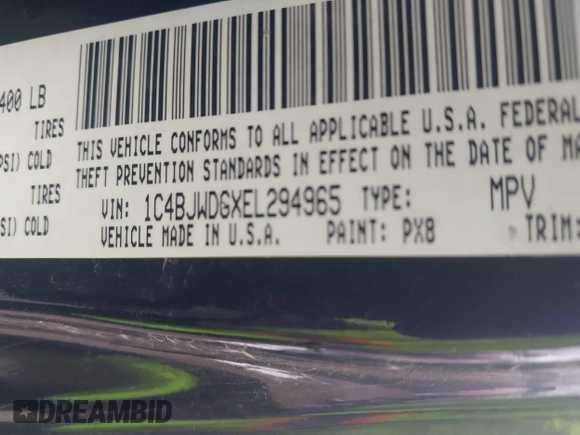 400 LB
TIRES
PSI) COLD
TIRES
SI) COLD
THIS VEHICLE CONFORMS TO ALL APPLICABLE U.S.A. FEDERAL
THEFT PREVENTION STANDARDS IN EFFECT ON THE DATE OF MA
VIN: 1C4BJWDGXEL294965 TYPE: MPV
VEHICLE MADE IN U.S.A. PAINT: PX8 TRIM:
DREAMBID